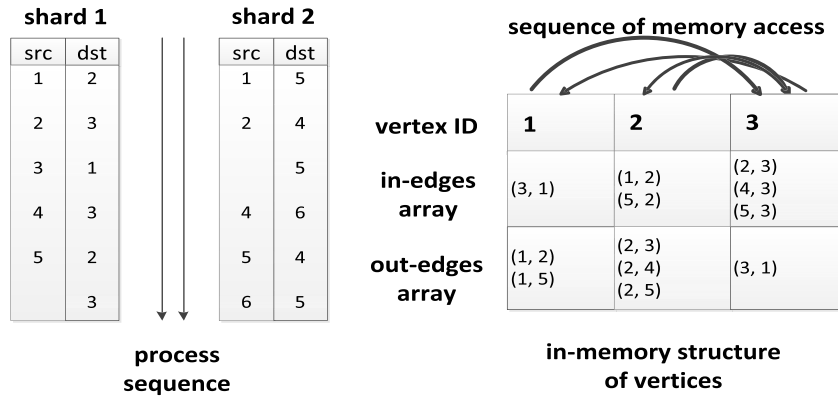 shard 1
src dst
1 2
2 3
3 1
4 3
5 2
3
process
sequence
shard 2
src dst
1 5
2 4
5
4 6
5 4
6 5
sequence of memory access
vertex ID 1 2 3
in-edges
array
(3, 1)
(1, 2)
(5, 2)
(2, 3)
(4, 3)
(5, 3)
out-edges
array
(1, 2)
(1, 5)
(2, 3)
(2, 4)
(2, 5)
(3, 1)
in-memory structure
of vertices